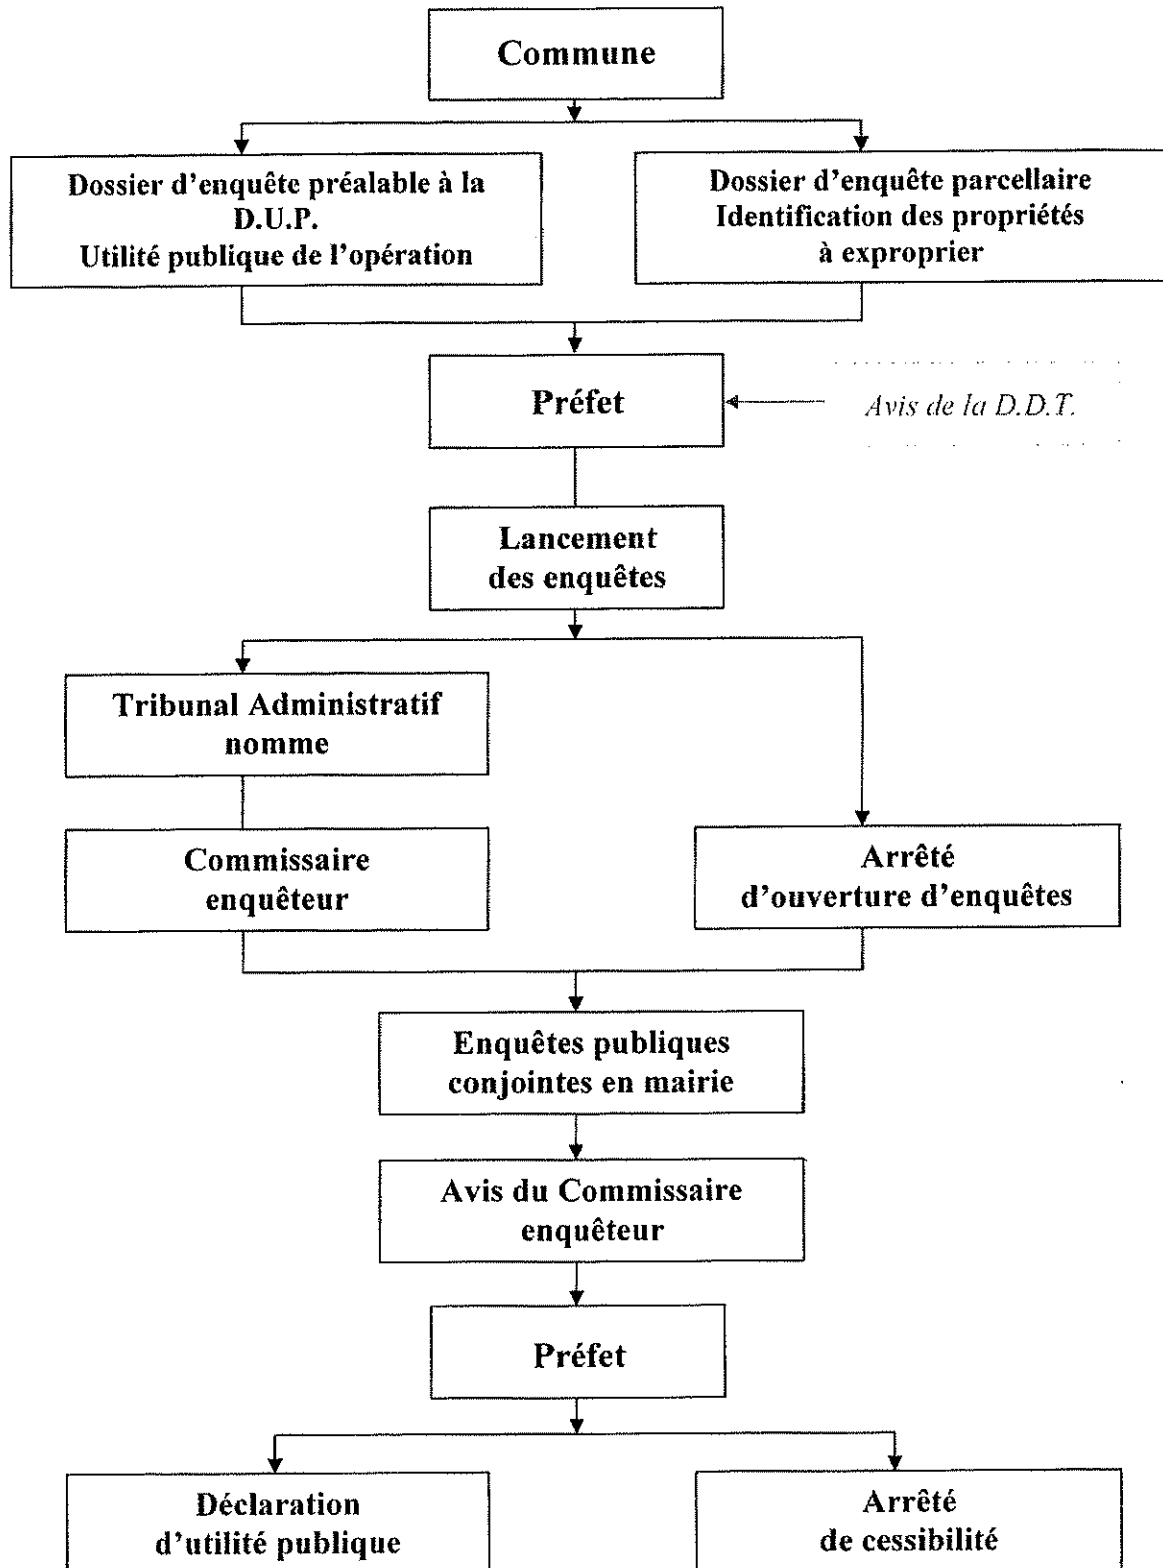 Commune
Dossier d'enquête préalable à la
D.U.P.
Utilité publique de l'opération
Dossier d'enquête parcellaire
Identification des propriétés
à exproprier
Préfet
Avis de la D.D.T.
Lancement
des enquêtes
Tribunal Administratif
nomme
Commissaire
enquêteur
Arrêté
d'ouverture d'enquêtes
Enquêtes publiques
conjointes en mairie
Avis du Commissaire
enquêteur
Préfet
Déclaration
d'utilité publique
Arrêté
de cessibilité